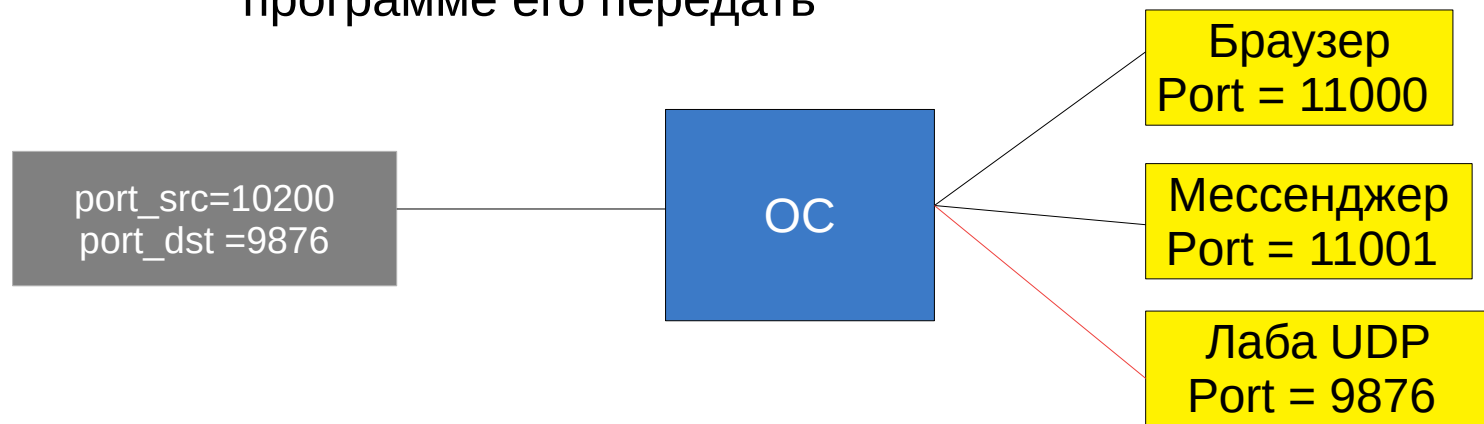 программе его передать
Браузер
Port = 11000
port_src=10200
port_dst =9876
ОС
Мессенджер
Port = 11001
Лаба UDP
Port = 9876